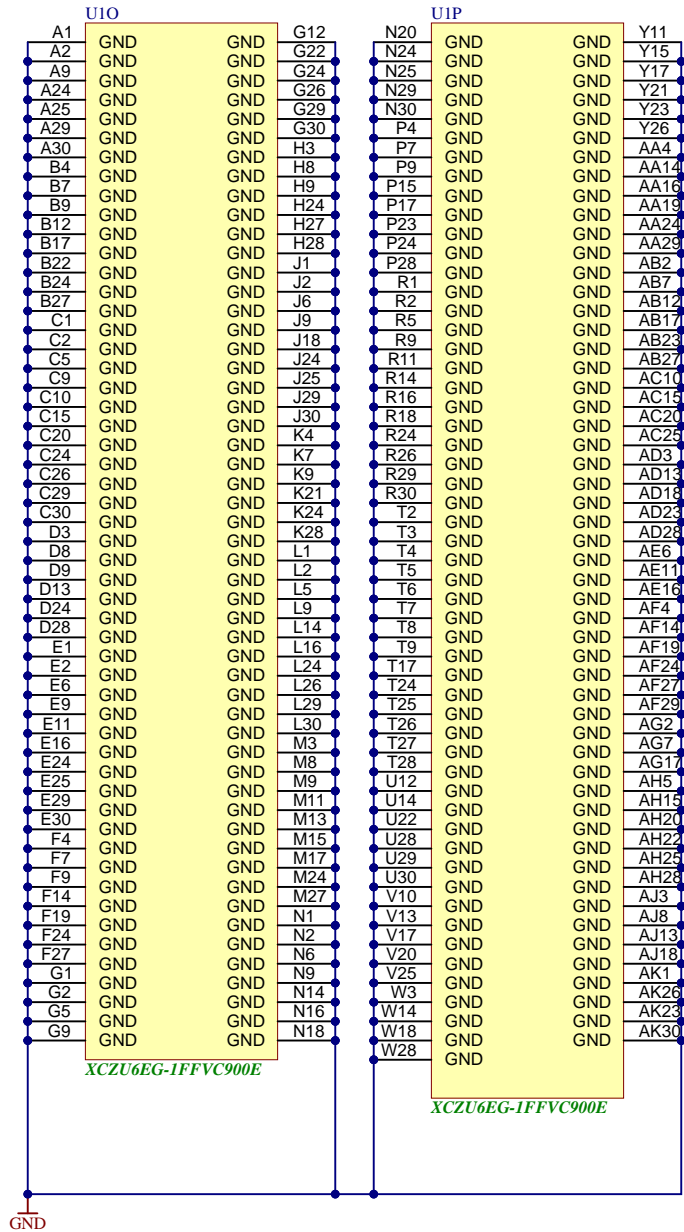 U1O U1P
A1 GND GND G12 N20 GND GND Y11
A2 GND GND G22 N24 GND GND Y15
A9 GND GND G24 N25 GND GND Y17
A24 GND GND G26 N29 GND GND Y21
A25 GND GND G29 N30 GND GND Y23
A29 GND GND G30 P4 GND GND Y26
A30 GND GND H3 P7 GND GND AA4
B4 GND GND H8 P9 GND GND AA14
B7 GND GND H9 P15 GND GND AA16
B9 GND GND H24 P17 GND GND AA19
B12 GND GND H27 P23 GND GND AA24
B17 GND GND H28 P24 GND GND AA29
B22 GND GND J1 P28 GND GND AB2
B24 GND GND J2 R1 GND GND AB7
B27 GND GND J6 R2 GND GND AB12
C1 GND GND J9 R5 GND GND AB17
C2 GND GND J18 R9 GND GND AB23
C5 GND GND J24 R11 GND GND AB27
C9 GND GND J25 R14 GND GND AC10
C10 GND GND J29 R16 GND GND AC15
C15 GND GND J30 R18 GND GND AC20
C20 GND GND K4 R24 GND GND AC25
C24 GND GND K7 R26 GND GND AD3
C26 GND GND K9 R29 GND GND AD13
C29 GND GND K21 R30 GND GND AD18
C30 GND GND K24 T2 GND GND AD23
D3 GND GND K28 T3 GND GND AD28
D8 GND GND L1 T4 GND GND AE6
D9 GND GND L2 T5 GND GND AE11
D13 GND GND L5 T6 GND GND AE16
D24 GND GND L9 T7 GND GND AF4
D28 GND GND L14 T8 GND GND AF14
E1 GND GND L16 T9 GND GND AF19
E2 GND GND L24 T17 GND GND AF24
E6 GND GND L26 T24 GND GND AF27
E9 GND GND L29 T25 GND GND AF29
E11 GND GND L30 T26 GND GND AG2
E16 GND GND M3 T27 GND GND AG7
E24 GND GND M8 T28 GND GND AG17
E25 GND GND M9 U12 GND GND AH5
E29 GND GND M11 U14 GND GND AH15
E30 GND GND M13 U22 GND GND AH20
F4 GND GND M15 U28 GND GND AH22
F7 GND GND M17 U29 GND GND AH25
F9 GND GND M24 U30 GND GND AH28
F14 GND GND M27 V10 GND GND AJ3
F19 GND GND N1 V13 GND GND AJ8
F24 GND GND N2 V17 GND GND AJ13
F27 GND GND N6 V20 GND GND AJ18
G1 GND GND N9 V25 GND GND AK1
G2 GND GND N14 W3 GND GND AK26
G5 GND GND N16 W14 GND GND AK23
G9 GND GND N18 W18 GND GND AK30
W28 GND
XCZU6EG-1FFVC900E
XCZU6EG-1FFVC900E
GND